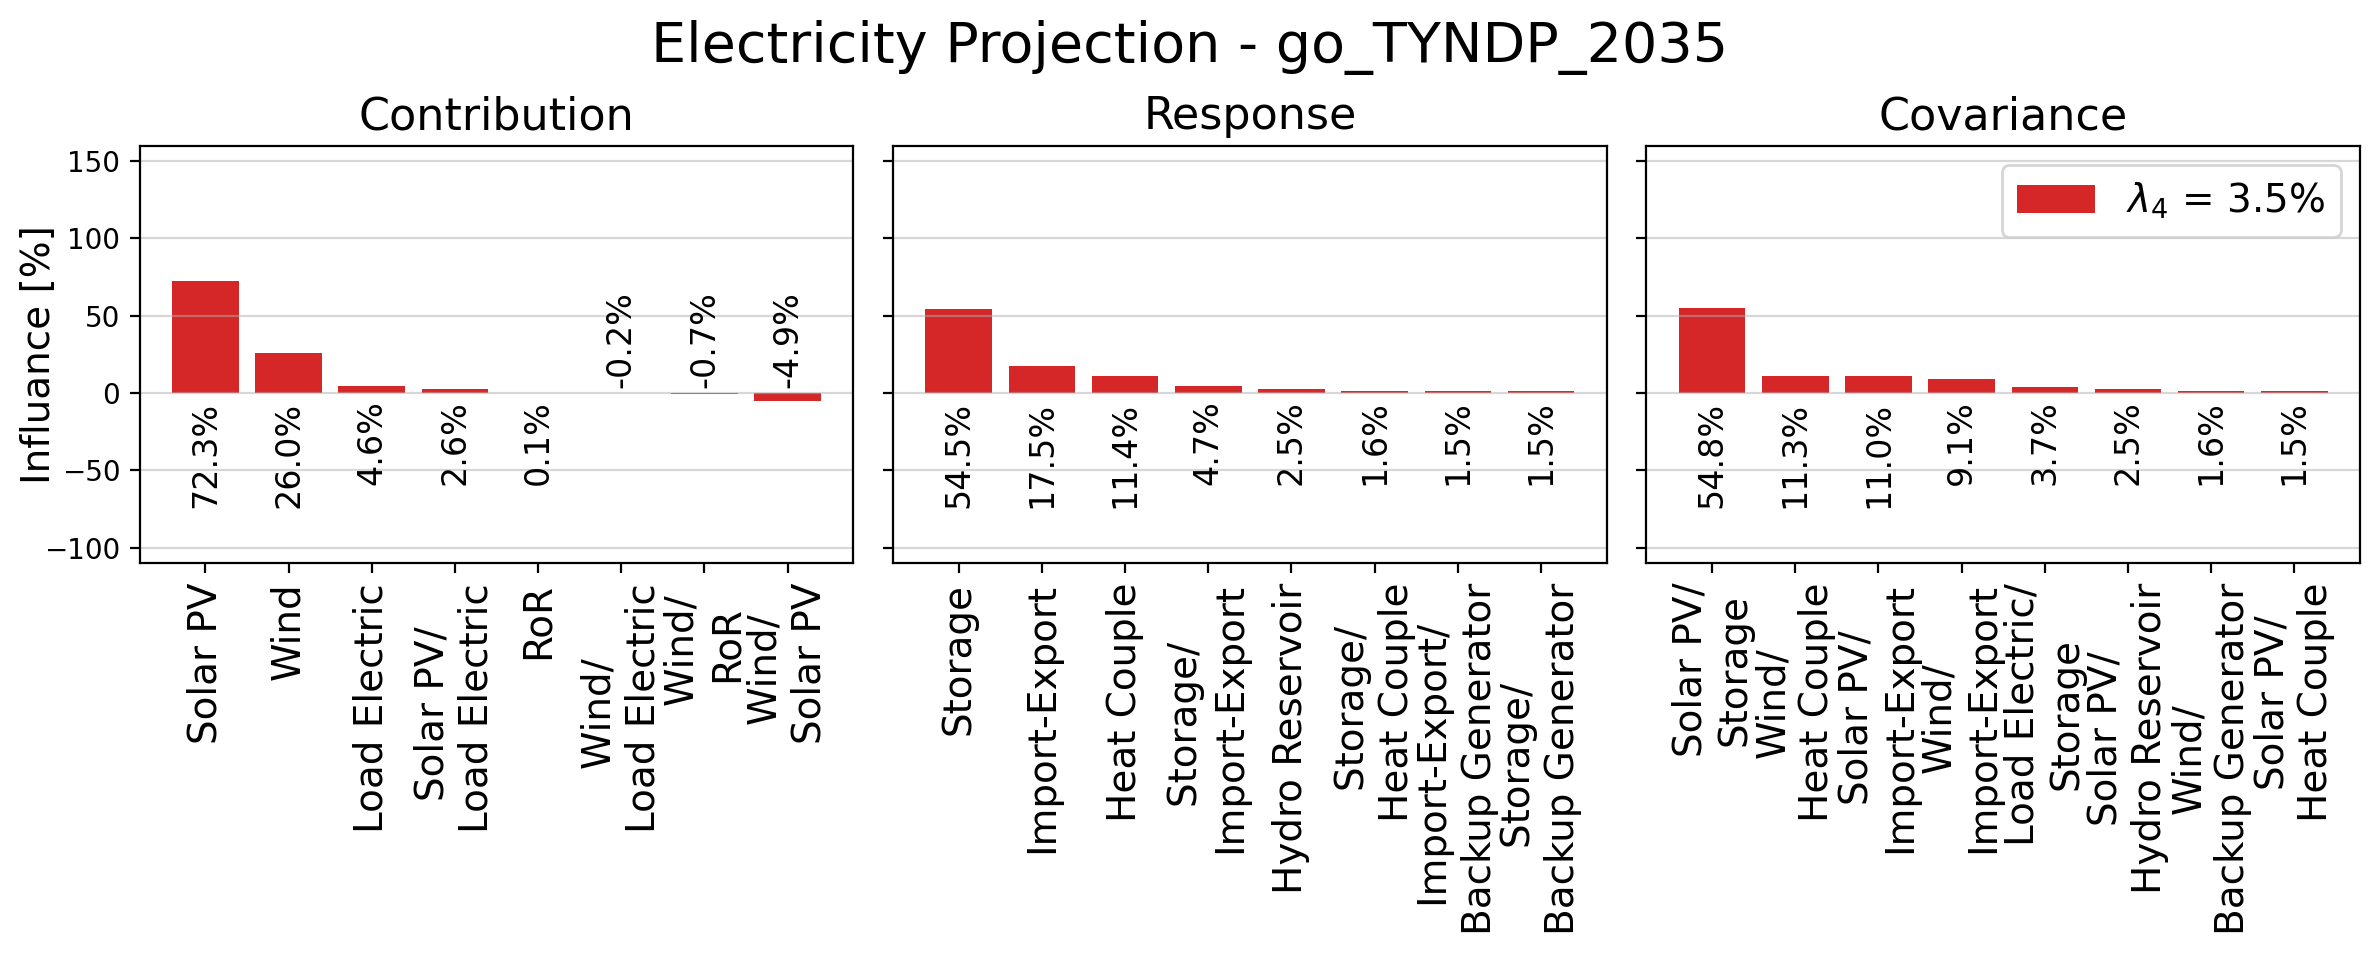 Electricity Projection - go_TYNDP_2035
Contribution
Response
Covariance
Influance [%]
150
100
50
0
−50
−100
72.3%
26.0%
4.6%
2.6%
0.1%
-0.2%
-0.7%
-4.9%
54.5%
17.5%
11.4%
4.7%
2.5%
1.6%
1.5%
1.5%
λ4 = 3.5%
54.8%
11.3%
11.0%
9.1%
3.7%
2.5%
1.6%
1.5%
Solar PV
Wind
Load Electric
Solar PV/
Load Electric
RoR
Wind/
Load Electric
Wind/
RoR
Wind/
Solar PV
Storage
Import-Export
Heat Couple
Storage/
Import-Export
Hydro Reservoir
Storage/
Heat Couple
Import-Export/
Backup Generator
Storage/
Backup Generator
Solar PV/
Storage
Wind/
Heat Couple
Solar PV/
Import-Export
Wind/
Import-Export
Load Electric/
Storage
Solar PV/
Hydro Reservoir
Wind/
Backup Generator
Solar PV/
Heat Couple